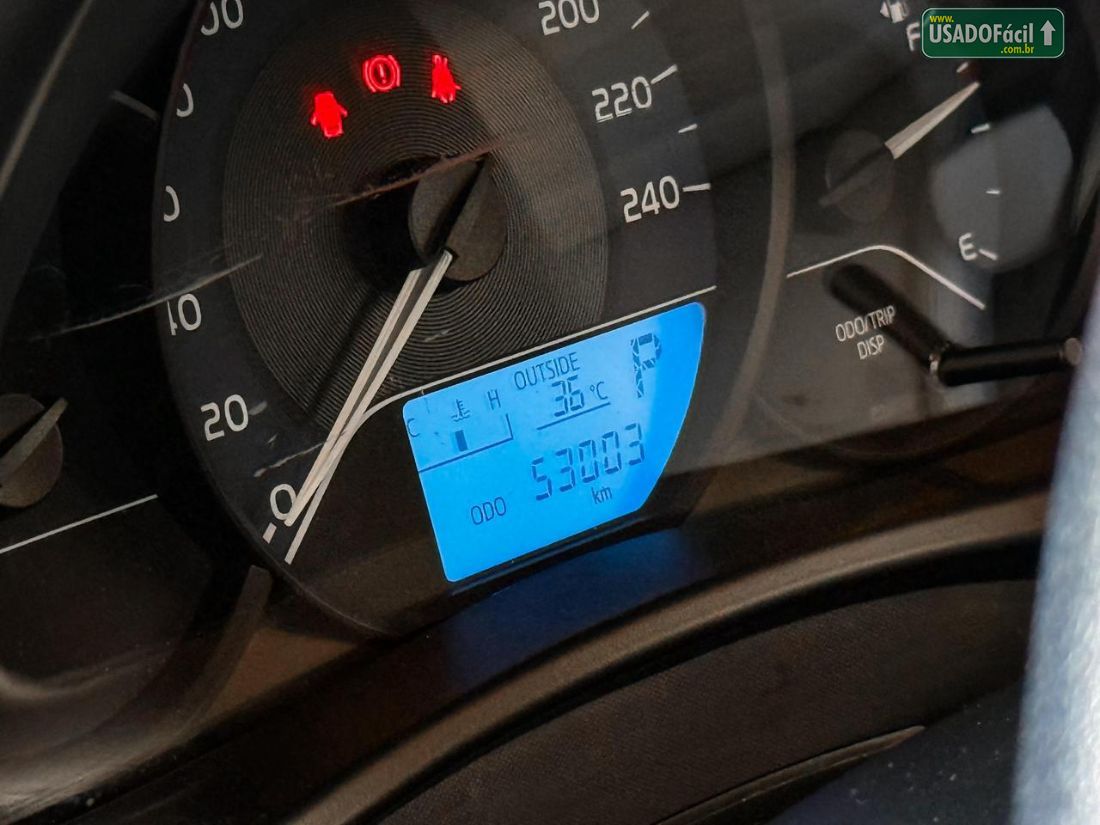 www.
USADOFácil
.com.br
200
220
240
40
20
0
F
E
ODO/TRIP
DISP
OUTSIDE
P
C
H
36 °C
ODO
53003
km